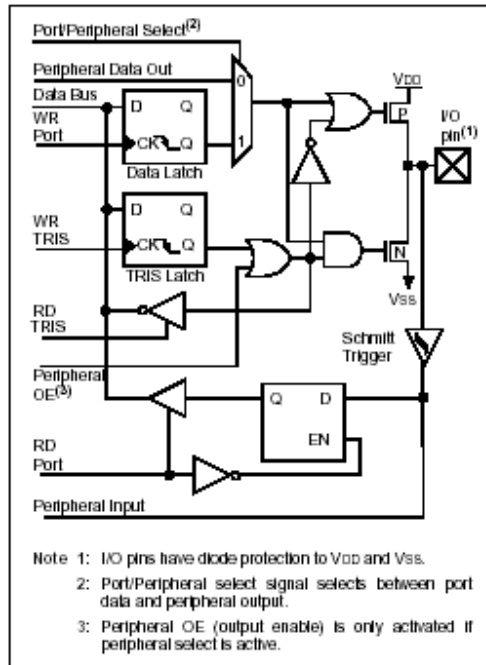 Port/Peripheral Select(2)
Peripheral Data Out
Data Bus
WR
Port
D Q
CK Q
Data Latch
0
1
VDD
P
I/O
pin(1)
WR
TRIS
D Q
CK Q
TRIS Latch
N
VSS
RD
TRIS
Schmitt
Trigger
Peripheral
OE(3)
Q D
EN
RD
Port
Peripheral Input
Note 1: I/O pins have diode protection to VDD and VSS.
2: Port/Peripheral select signal selects between port
data and peripheral output.
3: Peripheral OE (output enable) is only activated if
peripheral select is active.